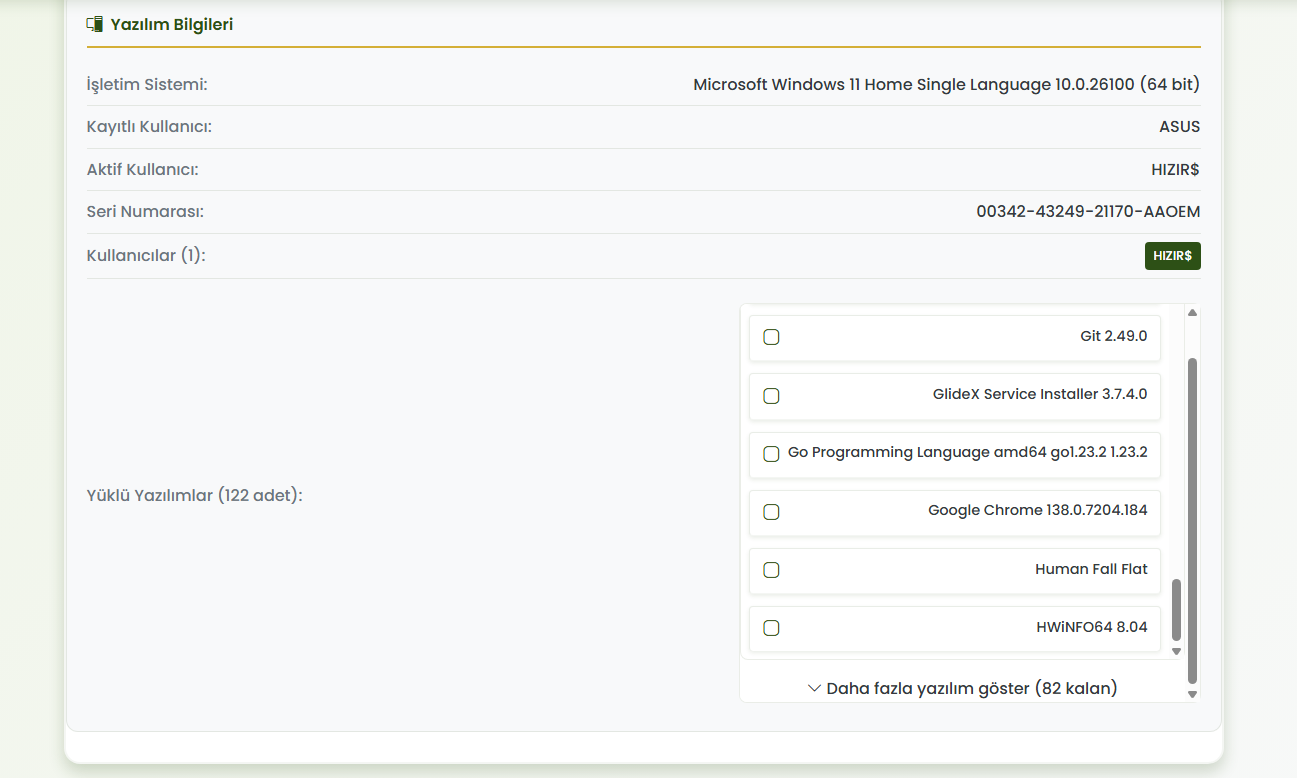 Yazılım Bilgileri
İşletim Sistemi: Microsoft Windows 11 Home Single Language 10.0.26100 (64 bit)
Kayıtlı Kullanıcı: ASUS
Aktif Kullanıcı: HIZIR$
Seri Numarası: 00342-43249-21170-AAOEM
Kullanıcılar (1): HIZIR$
Yüklü Yazılımlar (122 adet):
Git 2.49.0
GlideX Service Installer 3.7.4.0
Go Programming Language amd64 go1.23.2 1.23.2
Google Chrome 138.0.7204.184
Human Fall Flat
HWiNFO64 8.04
Daha fazla yazılım göster (82 kalan)